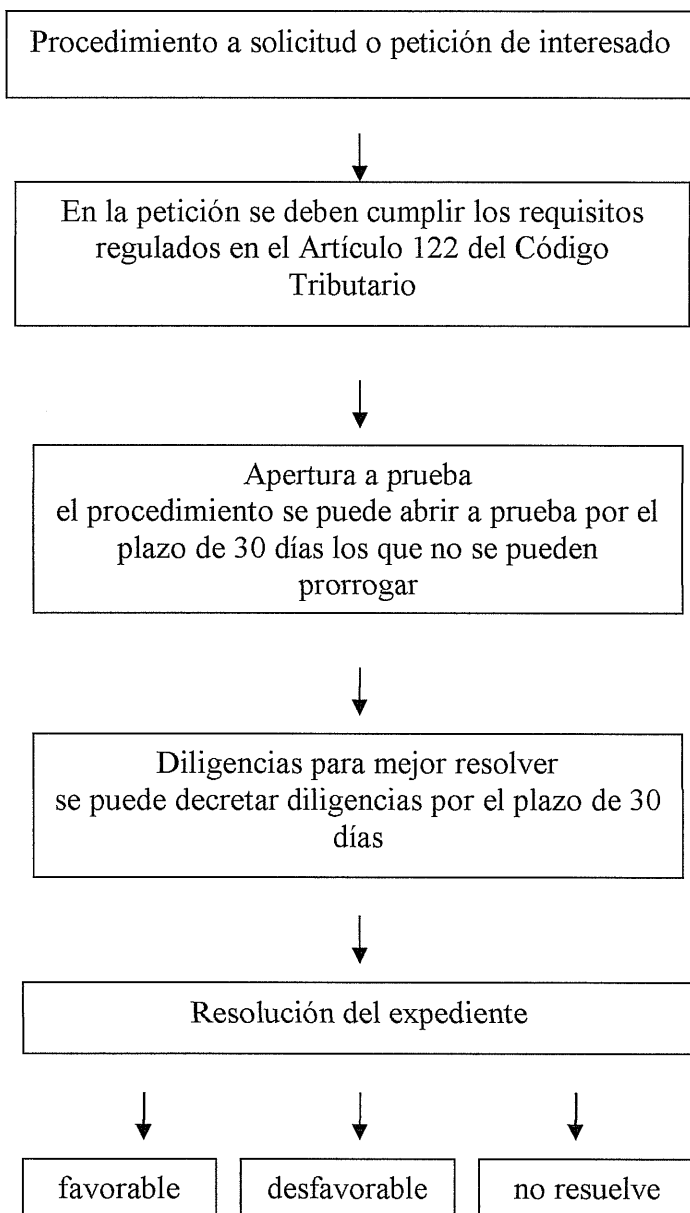 Procedimiento a solicitud o petición de interesado
En la petición se deben cumplir los requisitos
regulados en el Artículo 122 del Código
Tributario
Apertura a prueba
el procedimiento se puede abrir a prueba por el
plazo de 30 días los que no se pueden
prorrogar
Diligencias para mejor resolver
se puede decretar diligencias por el plazo de 30
días
Resolución del expediente
favorable
desfavorable
no resuelve